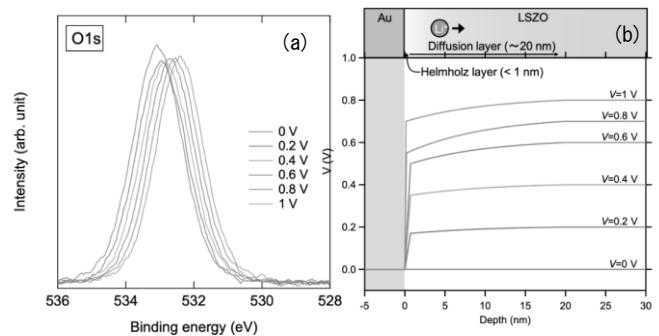 O1s
(a)
Intensity (arb. unit)
0 V
0.2 V
0.4 V
0.6 V
0.8 V
1 V
536
534
532
530
528
Binding energy (eV)
Au
LSZO
Li
(b)
Diffusion layer (~20 nm)
Helmholz layer (< 1 nm)
V (V)
1.0
0.8
0.6
0.4
0.2
0.0
V=1 V
V=0.8 V
V=0.6 V
V=0.4 V
V=0.2 V
V=0 V
-5
0
5
10
15
20
25
30
Depth (nm)